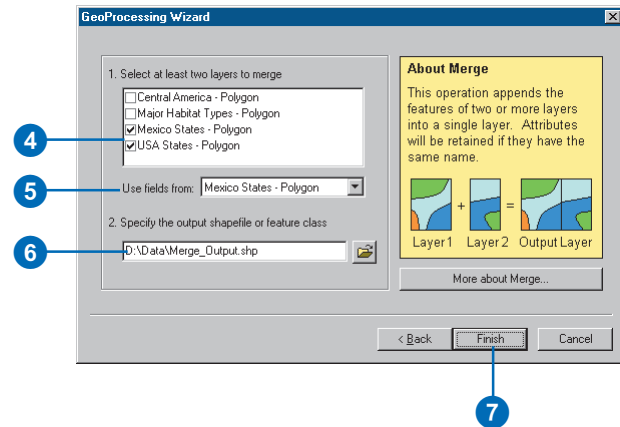 GeoProcessing Wizard
1. Select at least two layers to merge
Central America - Polygon
Major Habitat Types - Polygon
Mexico States - Polygon
USA States - Polygon
4
5
Use fields from: Mexico States - Polygon
2. Specify the output shapefile or feature class
6
D:\Data\Merge_Output.shp
About Merge
This operation appends the
features of two or more layers
into a single layer. Attributes
will be retained if they have the
same name.
+ =
Layer1 Layer 2 Output Layer
More about Merge...
< Back Finish Cancel
7